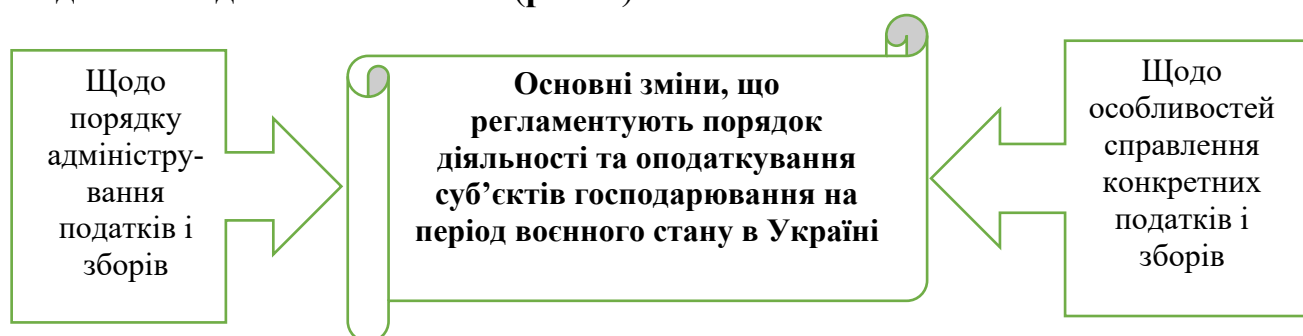 Щодо
порядку
адміністру-
вання
податків і
зборів
Основні зміни, що
регламентують порядок
діяльності та оподаткування
суб’єктів господарювання на
період воєнного стану в Україні
Щодо
особливостей
справлення
конкретних
податків і
зборів